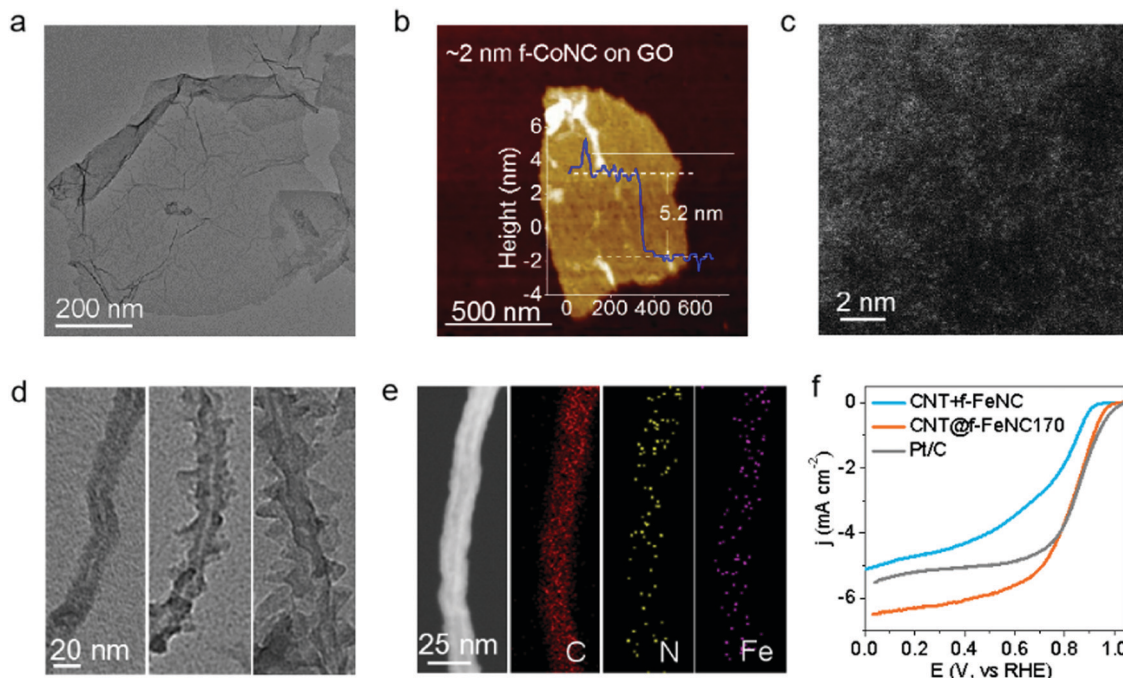 a
200 nm
b
~2 nm f-CoNC on GO
Height (nm)
6
4
2
0
-2
-4
5.2 nm
0 200 400 600
500 nm
c
2 nm
d
20 nm
e
25 nm
C
N
Fe
f
CNT+f-FeNC
CNT@f-FeNC170
Pt/C
j (mA cm-2)
0
-2
-4
-6
0.0 0.2 0.4 0.6 0.8 1.0
E (V, vs RHE)